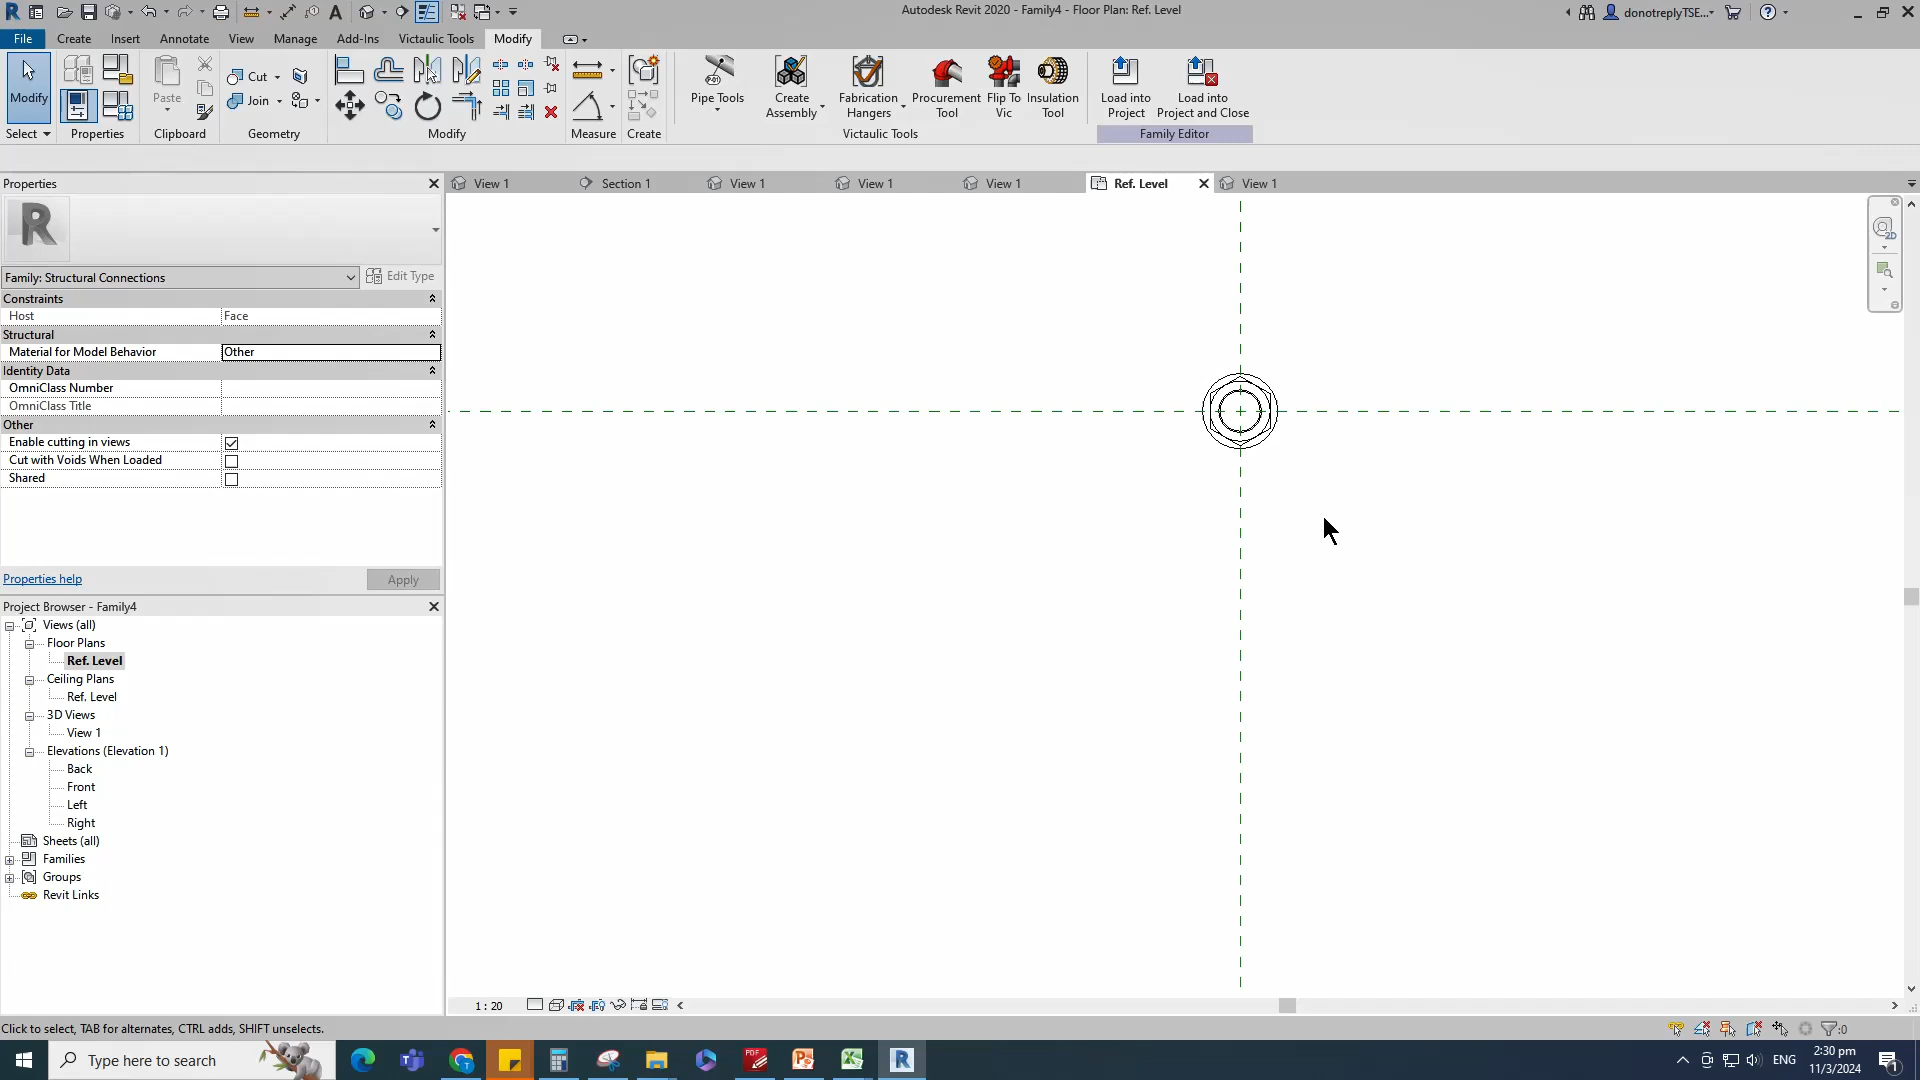 Autodesk Revit 2020 - Family4 - Floor Plan: Ref. Level
donotreplyTSE...
File Create Insert Annotate View Manage Add-Ins Victaulic Tools Modify
Modify
Paste
Cut
Join
P-01
Pipe Tools
Create Assembly
Fabrication Hangers
Procurement Tool
Flip To Vic
Insulation Tool
Load into Project
Load into Project and Close
Select Properties Clipboard Geometry Modify Measure Create Victaulic Tools Family Editor
Properties
View 1 Section 1 View 1 View 1 View 1 Ref. Level View 1
R
2D
Family: Structural Connections Edit Type
Constraints
Host Face
Structural
Material for Model Behavior Other
Identity Data
OmniClass Number
OmniClass Title
Other
Enable cutting in views
Cut with Voids When Loaded
Shared
Properties help Apply
Project Browser - Family4
Views (all)
Floor Plans
Ref. Level
Ceiling Plans
Ref. Level
3D Views
View 1
Elevations (Elevation 1)
Back
Front
Left
Right
Sheets (all)
Families
Groups
Revit Links
1 : 20
Click to select, TAB for alternates, CTRL adds, SHIFT unselects.
:0
Type here to search
PDF
ENG
2:30 pm
11/3/2024
1